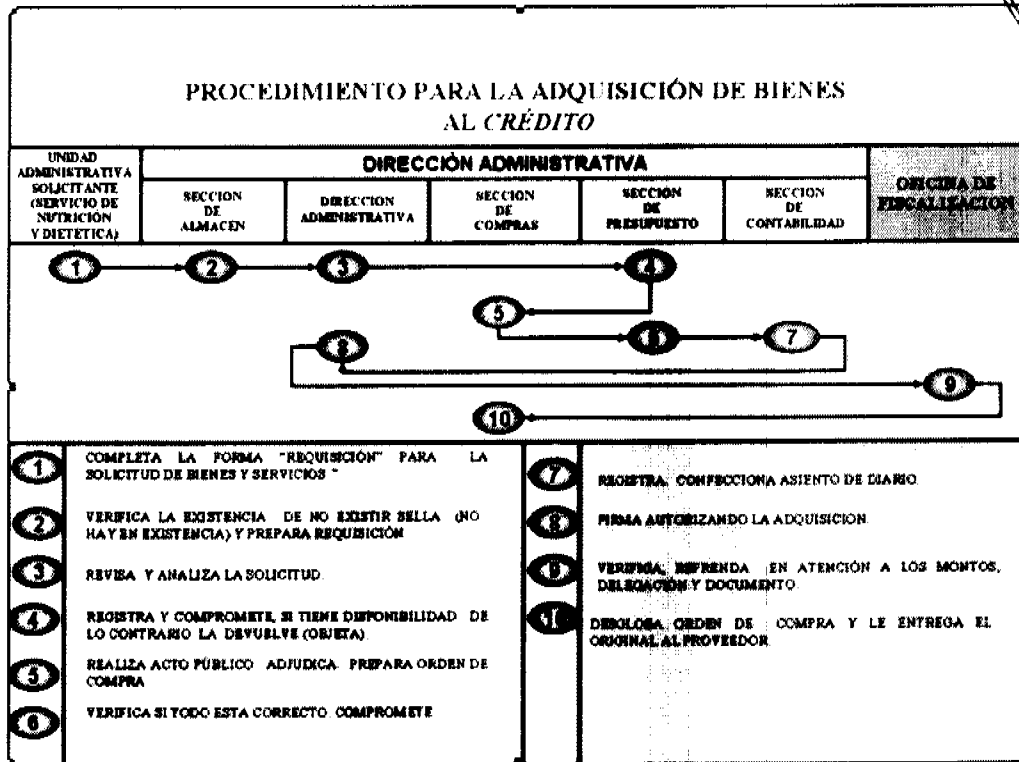 PROCEDIMIENTO PARA LA ADQUISICIÓN DE BIENES
AL CRÉDITO
UNIDAD
ADMINISTRATIVA
SOLICITANTE
(SERVICIO DE
NUTRICIÓN
Y DIETETICA)
DIRECCIÓN ADMINISTRATIVA
SECCION
DE
ALMACEN
DIRECCIÓN
ADMINISTRATIVA
SECCIÓN
DE
COMPRAS
SECCIÓN
DE
PRESUPUESTO
SECCION
DE
CONTABILIDAD
OFICINA DE
FISCALIZACION
1
2
3
4
5
6
7
8
9
10
1
COMPLETA LA FORMA "REQUISICIÓN" PARA LA
SOLICITUD DE BIENES Y SERVICIOS "
2
VERIFICA LA EXISTENCIA DE NO EXISTIR SELLA (NO
HAY EN EXISTENCIA) Y PREPARA REQUISICIÓN
3
REVISA Y ANALIZA LA SOLICITUD.
4
REGISTRA Y COMPROMETE, SI TIENE DISPONIBILIDAD DE
LO CONTRARIO LA DEVUELVE (OBJETA).
5
REALIZA ACTO PÚBLICO ADJUDICA. PREPARA ORDEN DE
COMPRA
6
VERIFICA SI TODO ESTA CORRECTO. COMPROMETE
7
REGISTRA, CONFECCIONA ASIENTO DE DIARIO.
8
FIRMA AUTORIZANDO LA ADQUISICION.
9
VERIFICA, REFRENDA EN ATENCIÓN A LOS MONTOS,
DELEGACIÓN Y DOCUMENTO.
10
DESGLOSA ORDEN DE COMPRA Y LE ENTREGA EL
ORIGINAL AL PROVEEDOR.